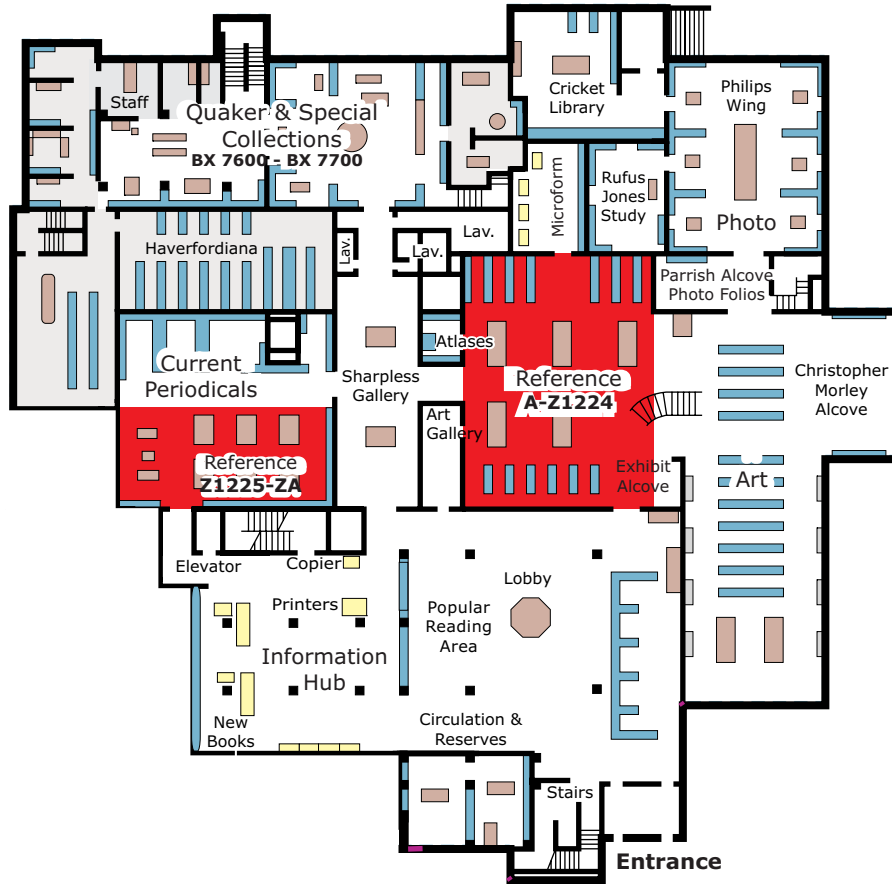 Staff
Quaker & Special
Collections
BX 7600 - BX 7700
Cricket
Library
Philips
Wing
Microform
Rufus
Jones
Study
Photo
Haverfordiana
Lav.
Lav.
Lav.
Parrish Alcove
Photo Folios
Current
Periodicals
Sharpless
Gallery
Atlases
Reference
A-Z1224
Christopher
Morley
Alcove
Art
Gallery
Reference
Z1225-ZA
Exhibit
Alcove
Art
Elevator
Copier
Printers
Lobby
Popular
Reading
Area
Information
Hub
New
Books
Circulation &
Reserves
Stairs
Entrance